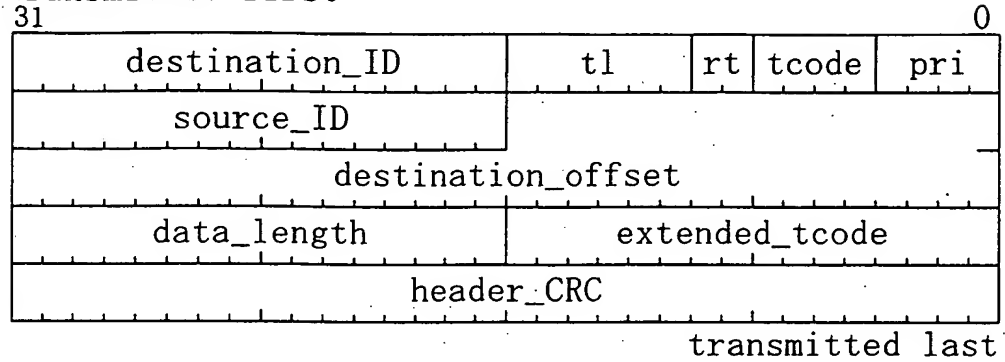 31 0
destination_ID tl rt tcode pri
source_ID
destination_offset
data_length extended_tcode
header_CRC
transmitted last